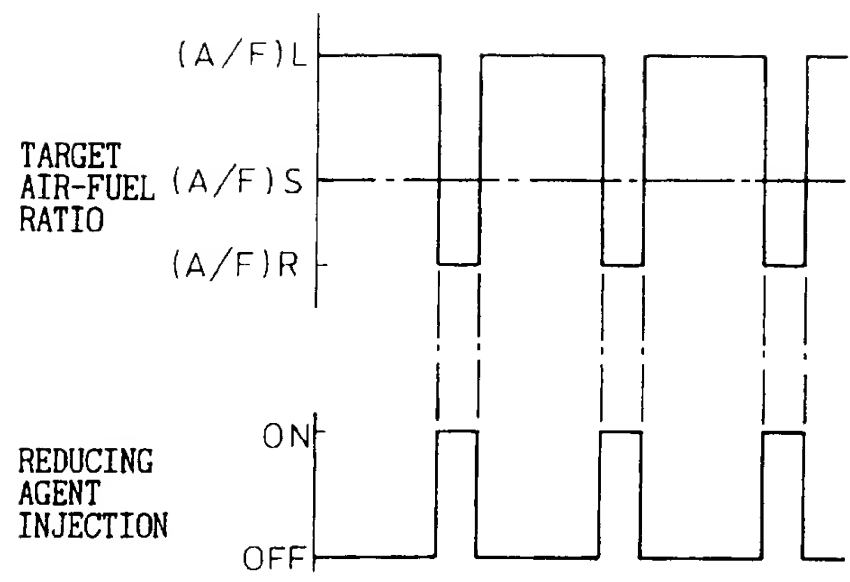 (A/F)L
TARGET
AIR-FUEL
RATIO
(A/F)S
(A/F)R
ON
REDUCING
AGENT
INJECTION
OFF